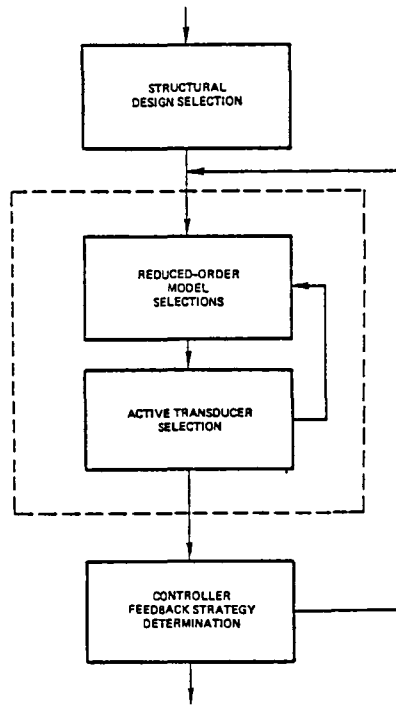 STRUCTURAL
DESIGN SELECTION
REDUCED-ORDER
MODEL
SELECTIONS
ACTIVE TRANSDUCER
SELECTION
CONTROLLER
FEEDBACK STRATEGY
DETERMINATION